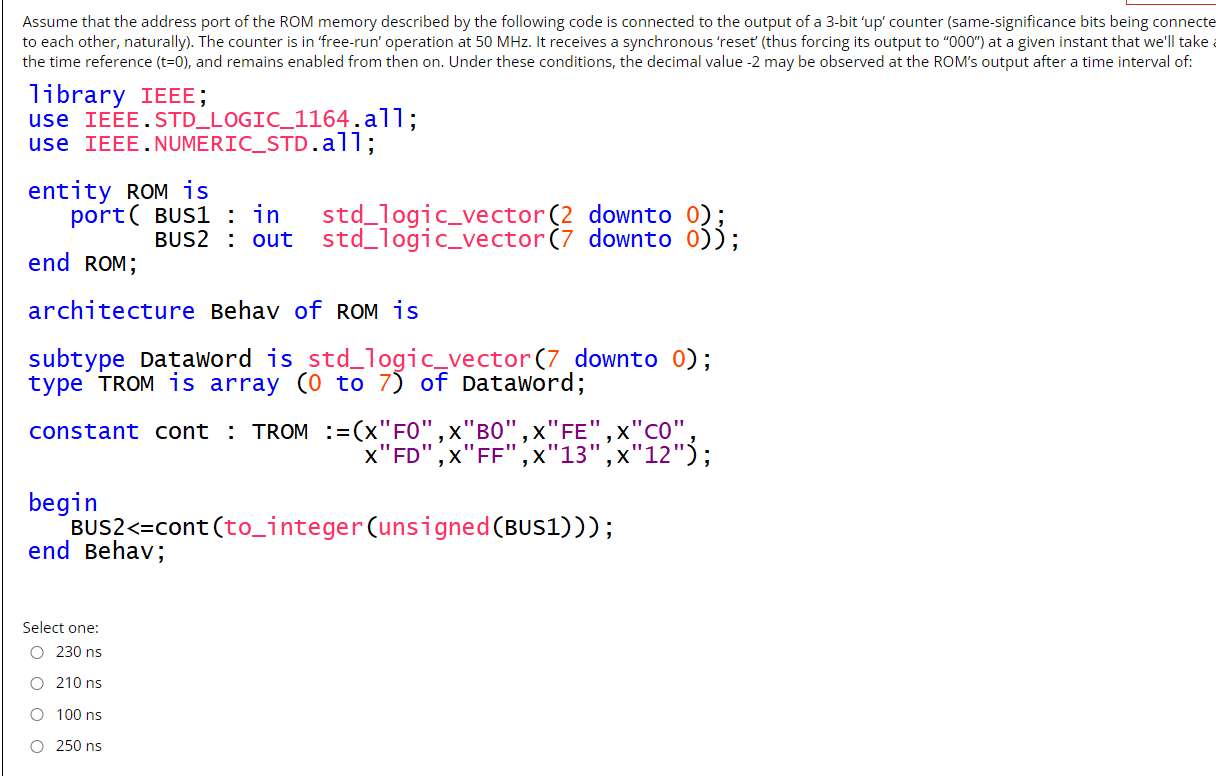 Assume that the address port of the ROM memory described by the following code is connected to the output of a 3-bit ‘up’ counter (same-significance bits being connecte
to each other, naturally). The counter is in ‘free-run’ operation at 50 MHz. It receives a synchronous ‘reset’ (thus forcing its output to “000”) at a given instant that we'll take
the time reference (t=0), and remains enabled from then on. Under these conditions, the decimal value -2 may be observed at the ROM’s output after a time interval of:
library IEEE;
use IEEE.STD_LOGIC_1164.all;
use IEEE.NUMERIC_STD.all;
entity ROM is
port( BUS1 : in std_logic_vector(2 downto 0);
BUS2 : out std_logic_vector(7 downto 0));
end ROM;
architecture Behav of ROM is
subtype DataWord is std_logic_vector(7 downto 0);
type TROM is array (0 to 7) of DataWord;
constant cont : TROM :=(x"F0",x"B0",x"FE",x"C0",
x"FD",x"FF",x"13",x"12");
begin
BUS2<=cont(to_integer(unsigned(BUS1)));
end Behav;
Select one:
230 ns
210 ns
100 ns
250 ns